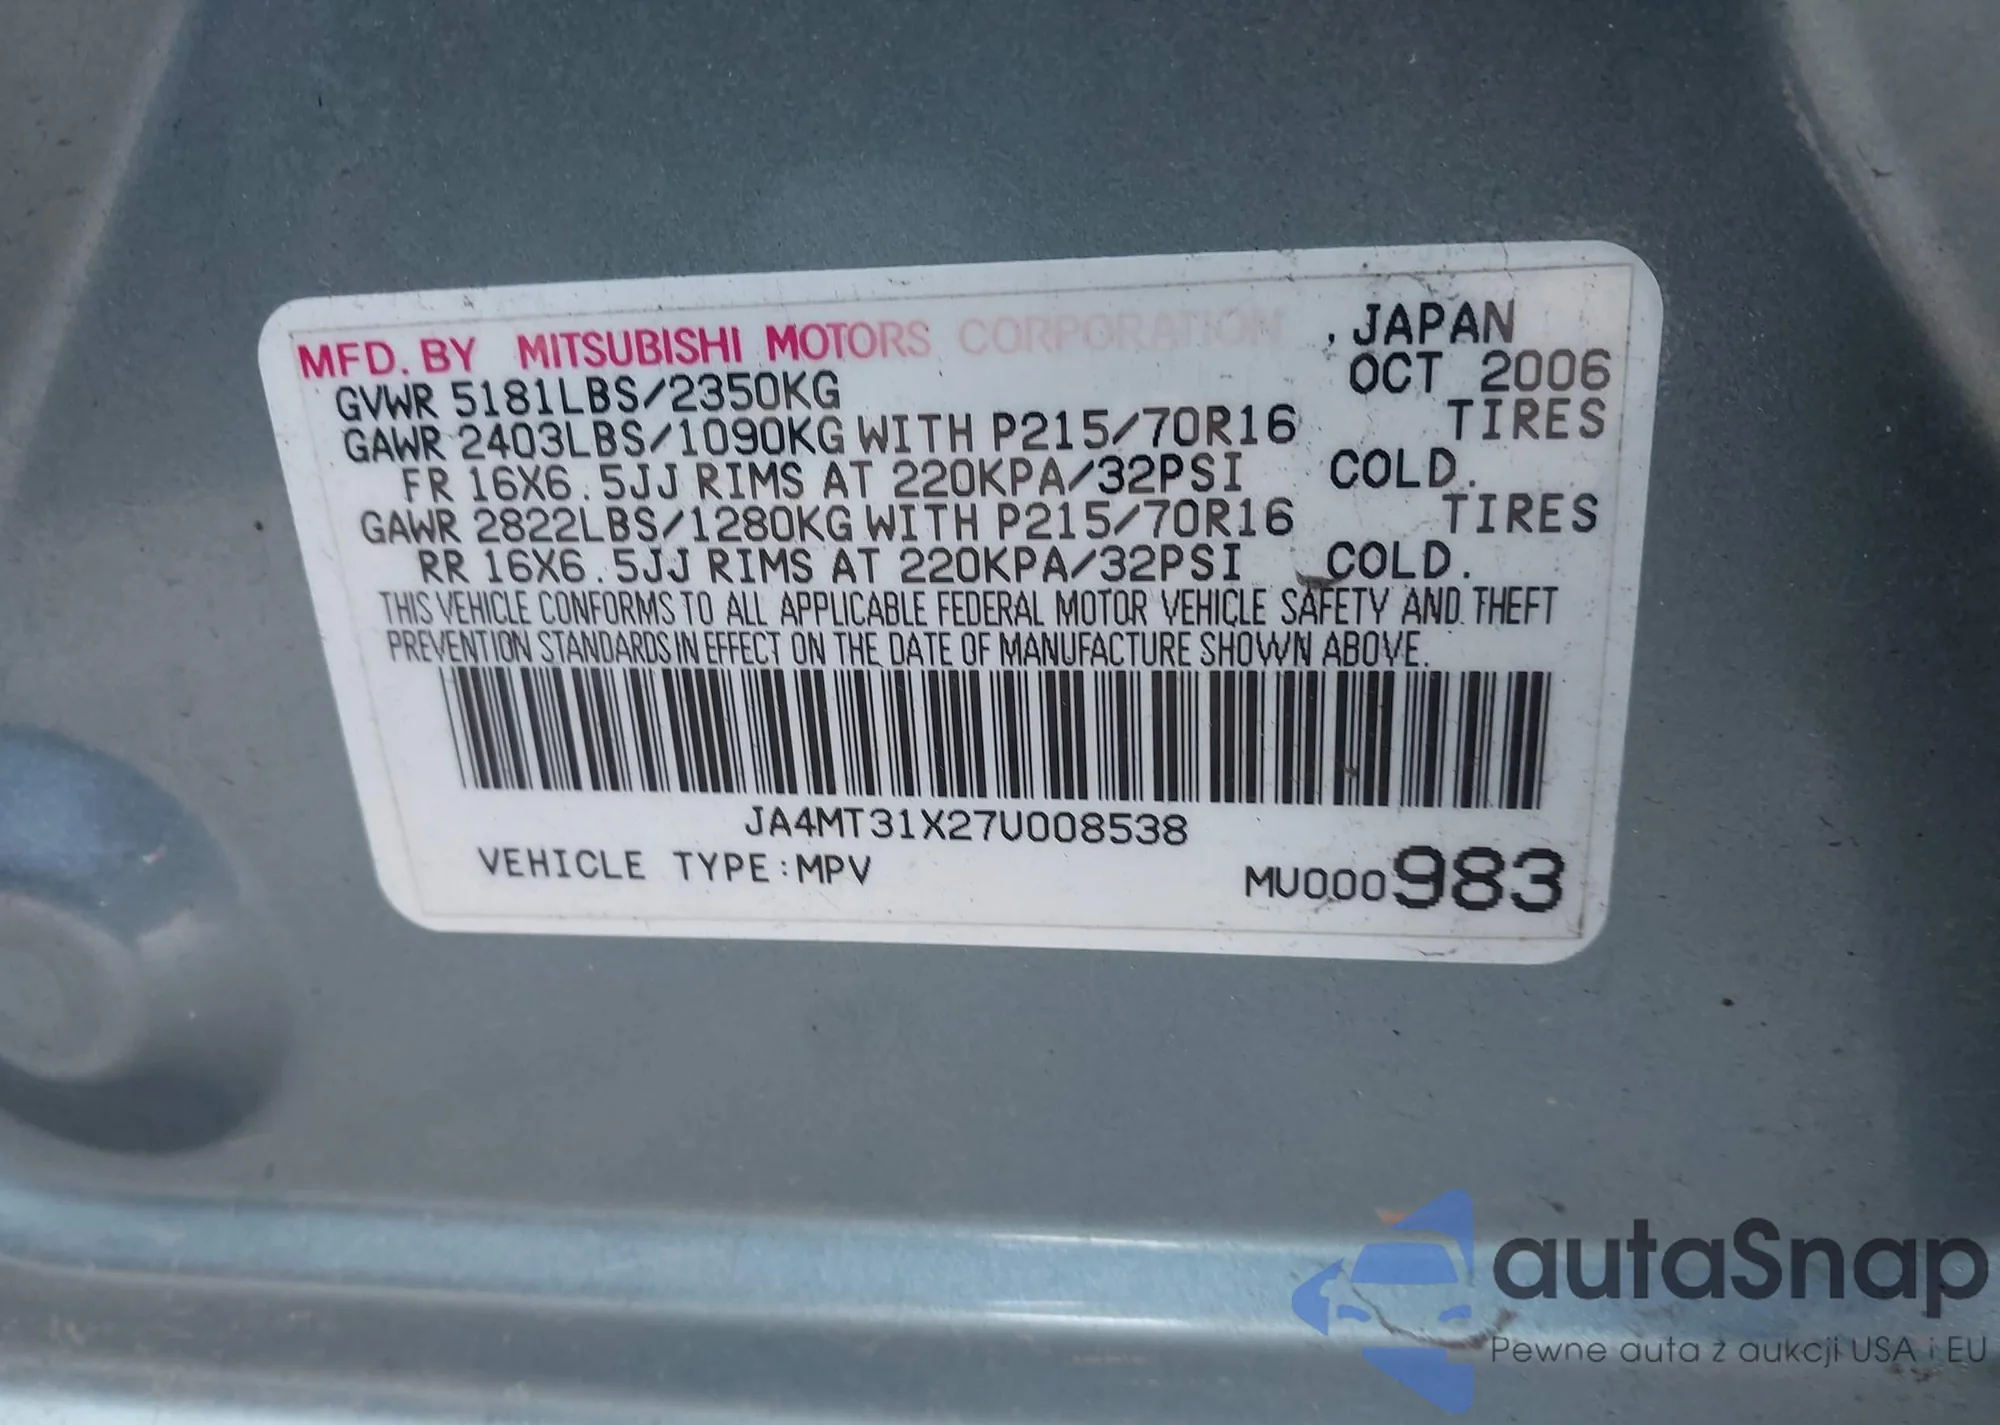 MFD. BY MITSUBISHI MOTORS CORPORATION , JAPAN
GVWR 5181LBS/2350KG OCT 2006
GAWR 2403LBS/1090KG WITH P215/70R16 TIRES
FR 16X6.5JJ RIMS AT 220KPA/32PSI COLD.
GAWR 2822LBS/1280KG WITH P215/70R16 TIRES
RR 16X6.5JJ RIMS AT 220KPA/32PSI COLD.
THIS VEHICLE CONFORMS TO ALL APPLICABLE FEDERAL MOTOR VEHICLE SAFETY AND THEFT
PREVENTION STANDARDS IN EFFECT ON THE DATE OF MANUFACTURE SHOWN ABOVE.
JA4MT31X27U008538
VEHICLE TYPE:MPV MU000983
autaSnap
Pewne auta z aukcji USA i EU